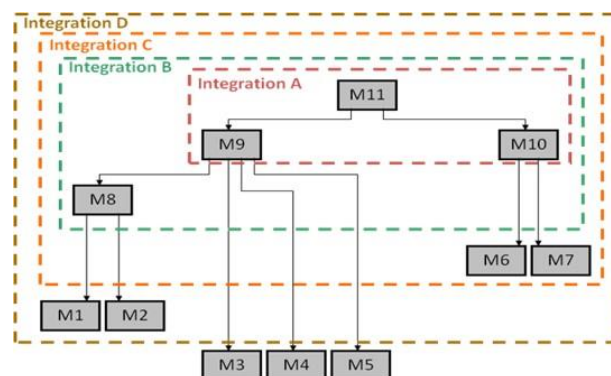 Integration D
Integration C
Integration B
Integration A
M11
M9
M10
M8
M6
M7
M1
M2
M3
M4
M5